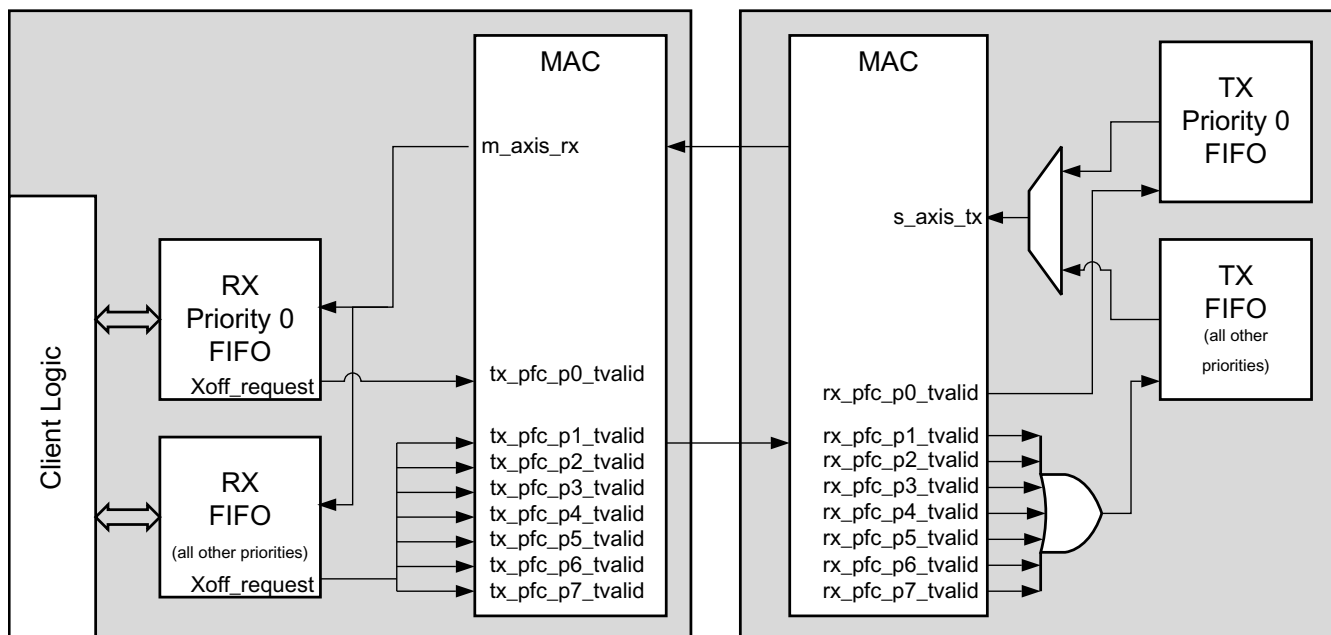 MAC
m_axis_rx
Client Logic
RX
Priority 0
FIFO
Xoff_request
tx_pfc_p0_tvalid
RX
FIFO
(all other priorities)
Xoff_request
tx_pfc_p1_tvalid
tx_pfc_p2_tvalid
tx_pfc_p3_tvalid
tx_pfc_p4_tvalid
tx_pfc_p5_tvalid
tx_pfc_p6_tvalid
tx_pfc_p7_tvalid
MAC
s_axis_tx
rx_pfc_p0_tvalid
rx_pfc_p1_tvalid
rx_pfc_p2_tvalid
rx_pfc_p3_tvalid
rx_pfc_p4_tvalid
rx_pfc_p5_tvalid
rx_pfc_p6_tvalid
rx_pfc_p7_tvalid
TX
Priority 0
FIFO
TX
FIFO
(all other
priorities)